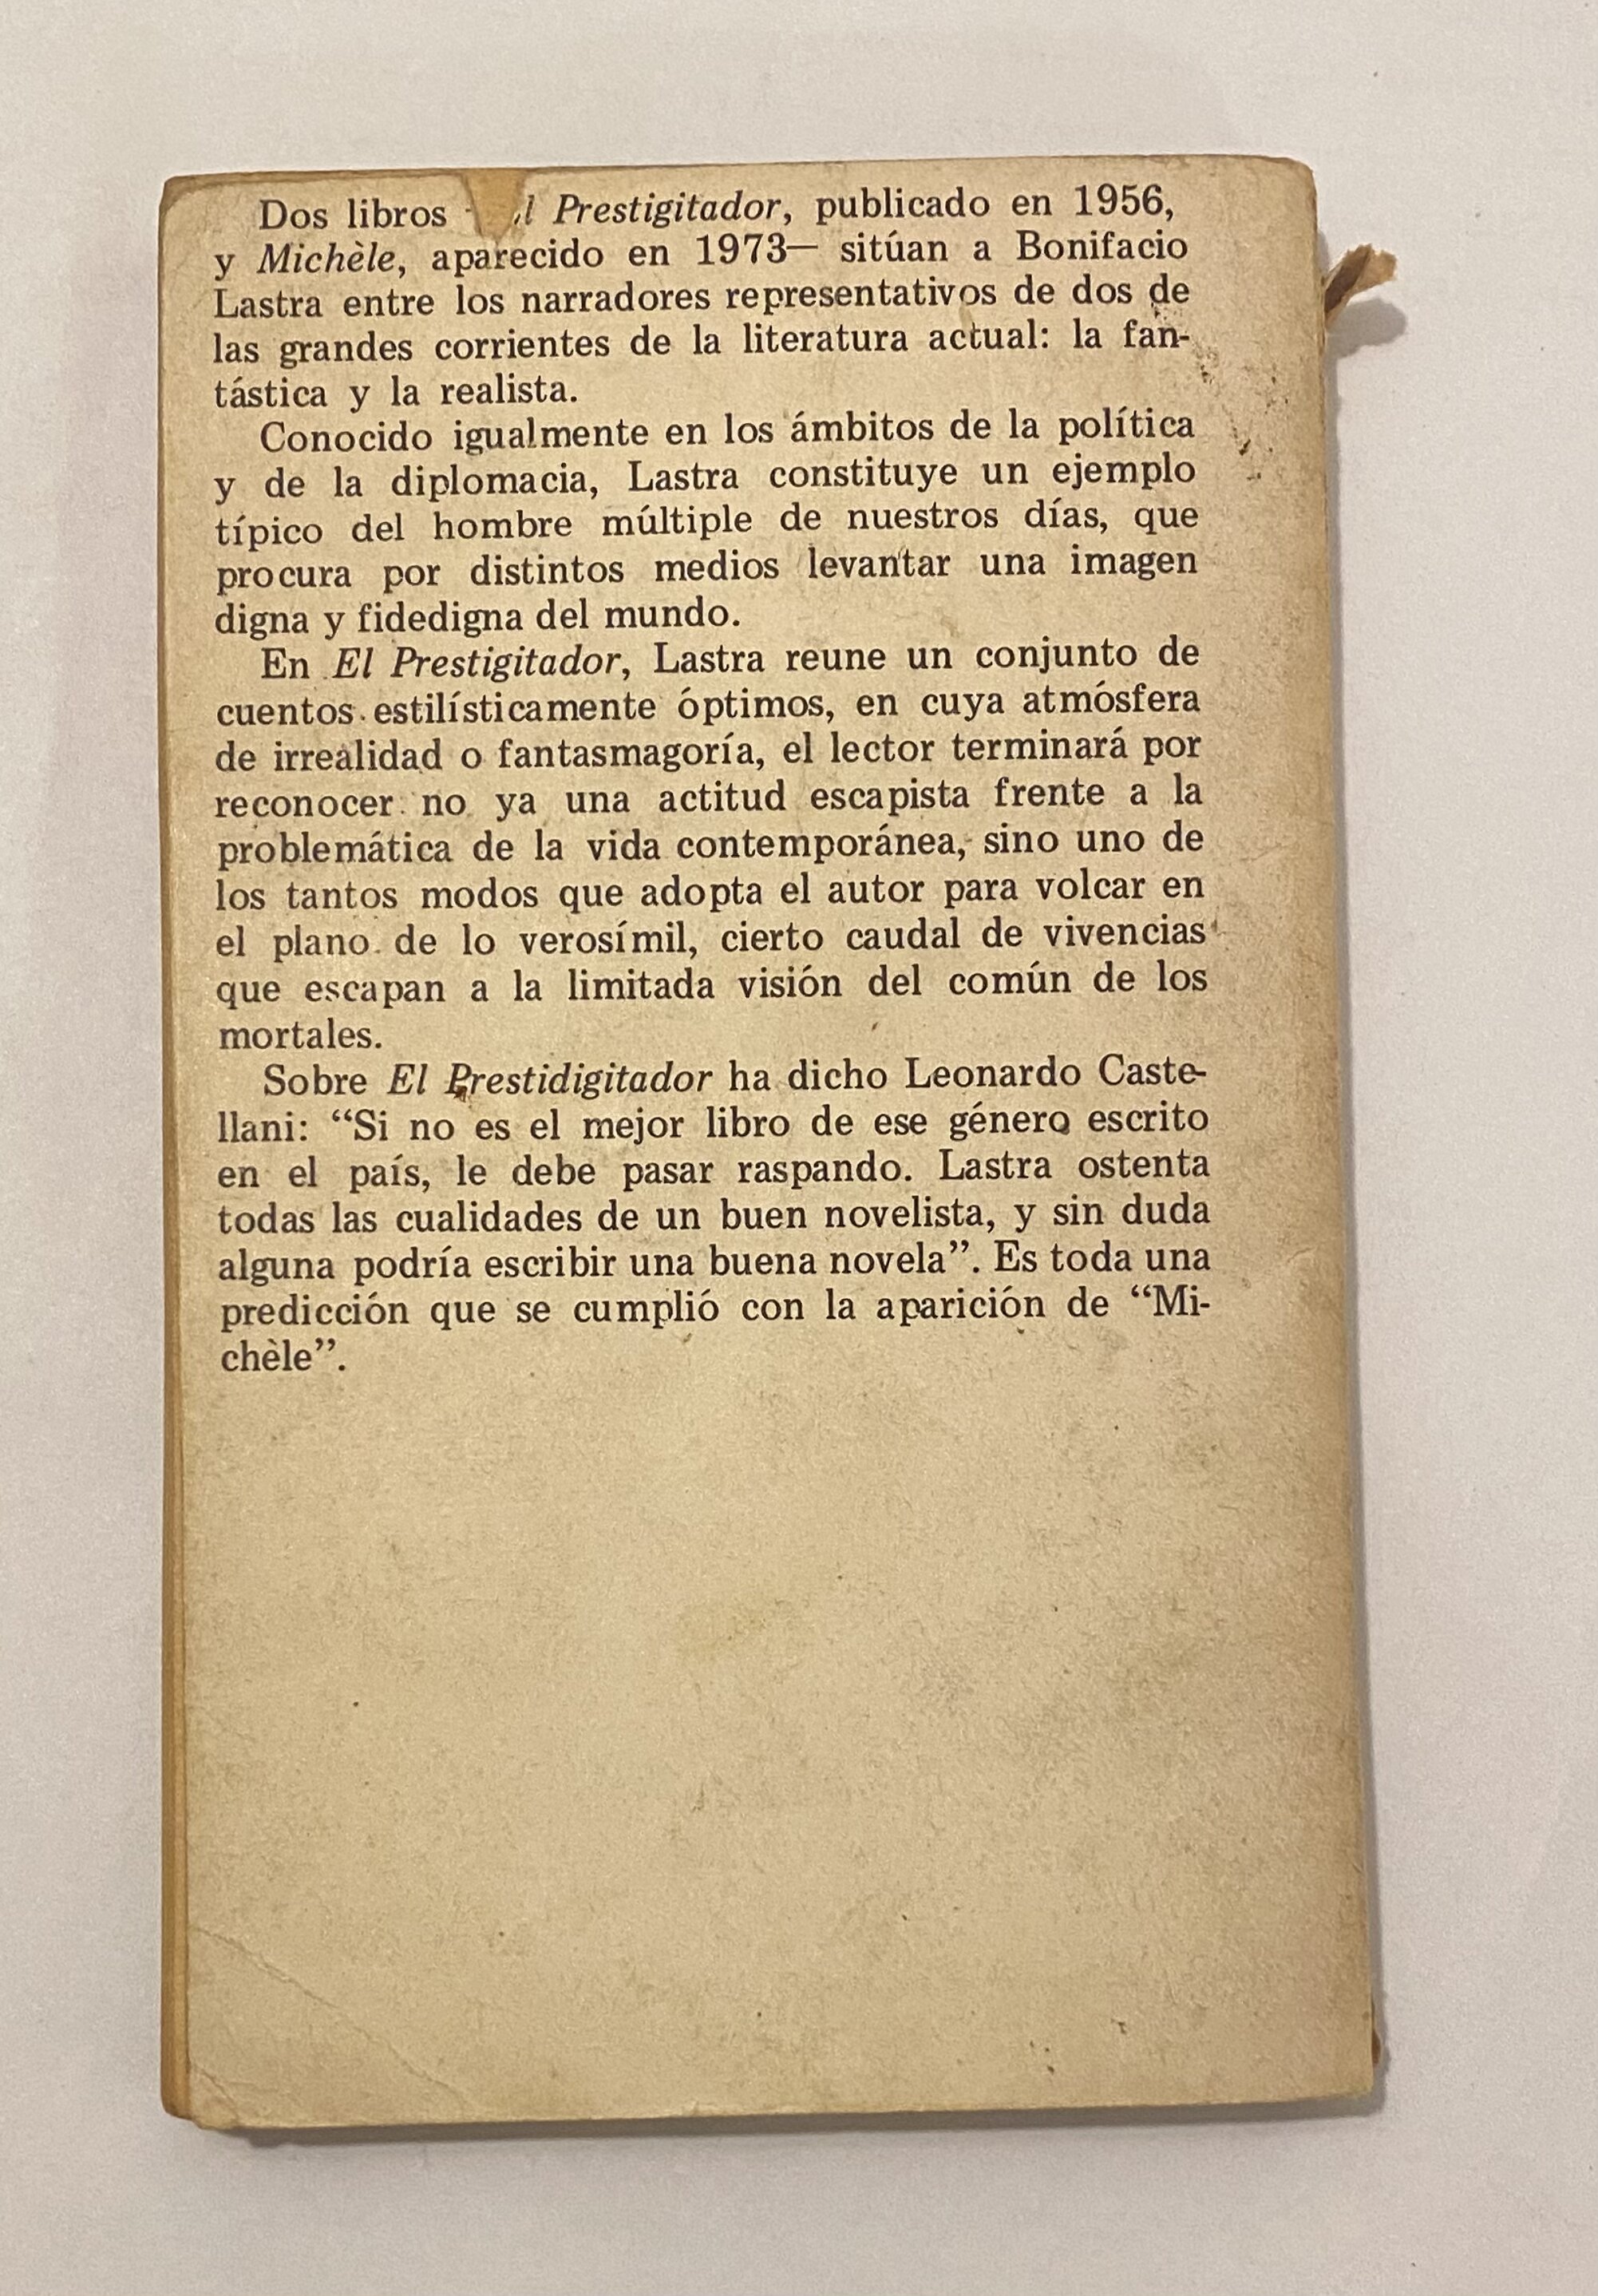 Dos libros l Prestigitador, publicado en 1956,
y Michèle, aparecido en 1973— sitúan a Bonifacio
Lastra entre los narradores representativos de dos de
las grandes corrientes de la literatura actual: la fan-
tástica y la realista.
Conocido igualmente en los ámbitos de la política
y de la diplomacia, Lastra constituye un ejemplo
típico del hombre múltiple de nuestros días, que
procura por distintos medios levantar una imagen
digna y fidedigna del mundo.
En El Prestigitador, Lastra reune un conjunto de
cuentos estilísticamente óptimos, en cuya atmósfera
de irrealidad o fantasmagoría, el lector terminará por
reconocer no ya una actitud escapista frente a la
problemática de la vida contemporánea, sino uno de
los tantos modos que adopta el autor para volcar en
el plano de lo verosímil, cierto caudal de vivencias
que escapan a la limitada visión del común de los
mortales.
Sobre El Prestidigitador ha dicho Leonardo Caste-
llani: “Si no es el mejor libro de ese género escrito
en el país, le debe pasar raspando. Lastra ostenta
todas las cualidades de un buen novelista, y sin duda
alguna podría escribir una buena novela”. Es toda una
predicción que se cumplió con la aparición de “Mi-
chèle”.